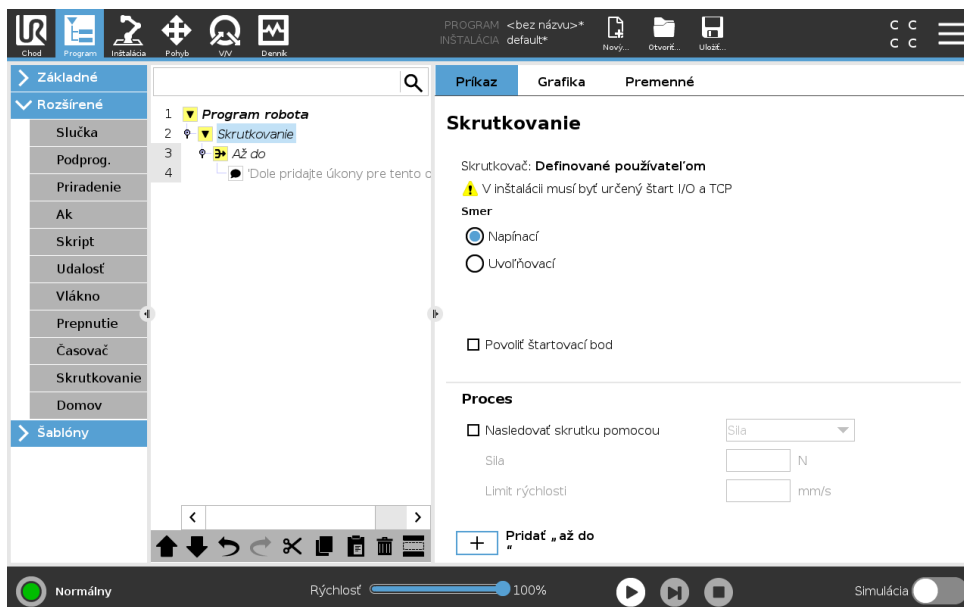 PROGRAM <bez názvu>*
INŠTALÁCIA default*
Chod Program Inštalácia Pohyb V/V Denník Nový... Otvoriť... Uložiť...
C C
C C
Základné
Rozšírené
Slučka
Podprog.
Priradenie
Ak
Skript
Udalosť
Vlákno
Prepnutie
Časovač
Skrutkovanie
Domov
Šablóny
1 Program robota
2 Skrutkovanie
3 Až do
4 'Dole pridajte úkony pre tento o
Príkaz Grafika Premenné
Skrutkovanie
Skrutkovač: Definované používateľom
V inštalácii musí byť určený štart I/O a TCP
Smer
Napínací
Uvoľňovací
Povoliť štartovací bod
Proces
Nasledovať skrutku pomocou Sila
Sila N
Limit rýchlosti mm/s
+ Pridať „až do
“
Normálny Rýchlosť 100% Simulácia